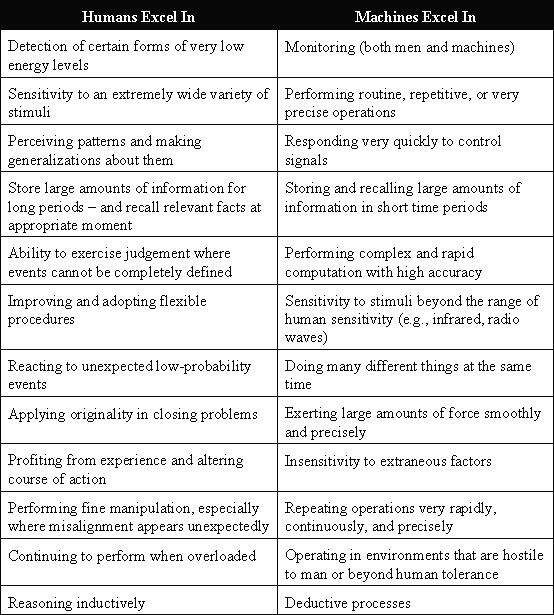 Humans Excel In
Machines Excel In
Detection of certain forms of very low
energy levels
Monitoring (both men and machines)
Sensitivity to an extremely wide variety of
stimuli
Performing routine, repetitive, or very
precise operations
Perceiving patterns and making
generalizations about them
Responding very quickly to control
signals
Store large amounts of information for
long periods – and recall relevant facts at
appropriate moment
Storing and recalling large amounts of
information in short time periods
Ability to exercise judgement where
events cannot be completely defined
Performing complex and rapid
computation with high accuracy
Improving and adopting flexible
procedures
Sensitivity to stimuli beyond the range of
human sensitivity (e.g., infrared, radio
waves)
Reacting to unexpected low-probability
events
Doing many different things at the same
time
Applying originality in closing problems
Exerting large amounts of force smoothly
and precisely
Profiting from experience and altering
course of action
Insensitivity to extraneous factors
Performing fine manipulation, especially
where misalignment appears unexpectedly
Repeating operations very rapidly,
continuously, and precisely
Continuing to perform when overloaded
Operating in environments that are hostile
to man or beyond human tolerance
Reasoning inductively
Deductive processes